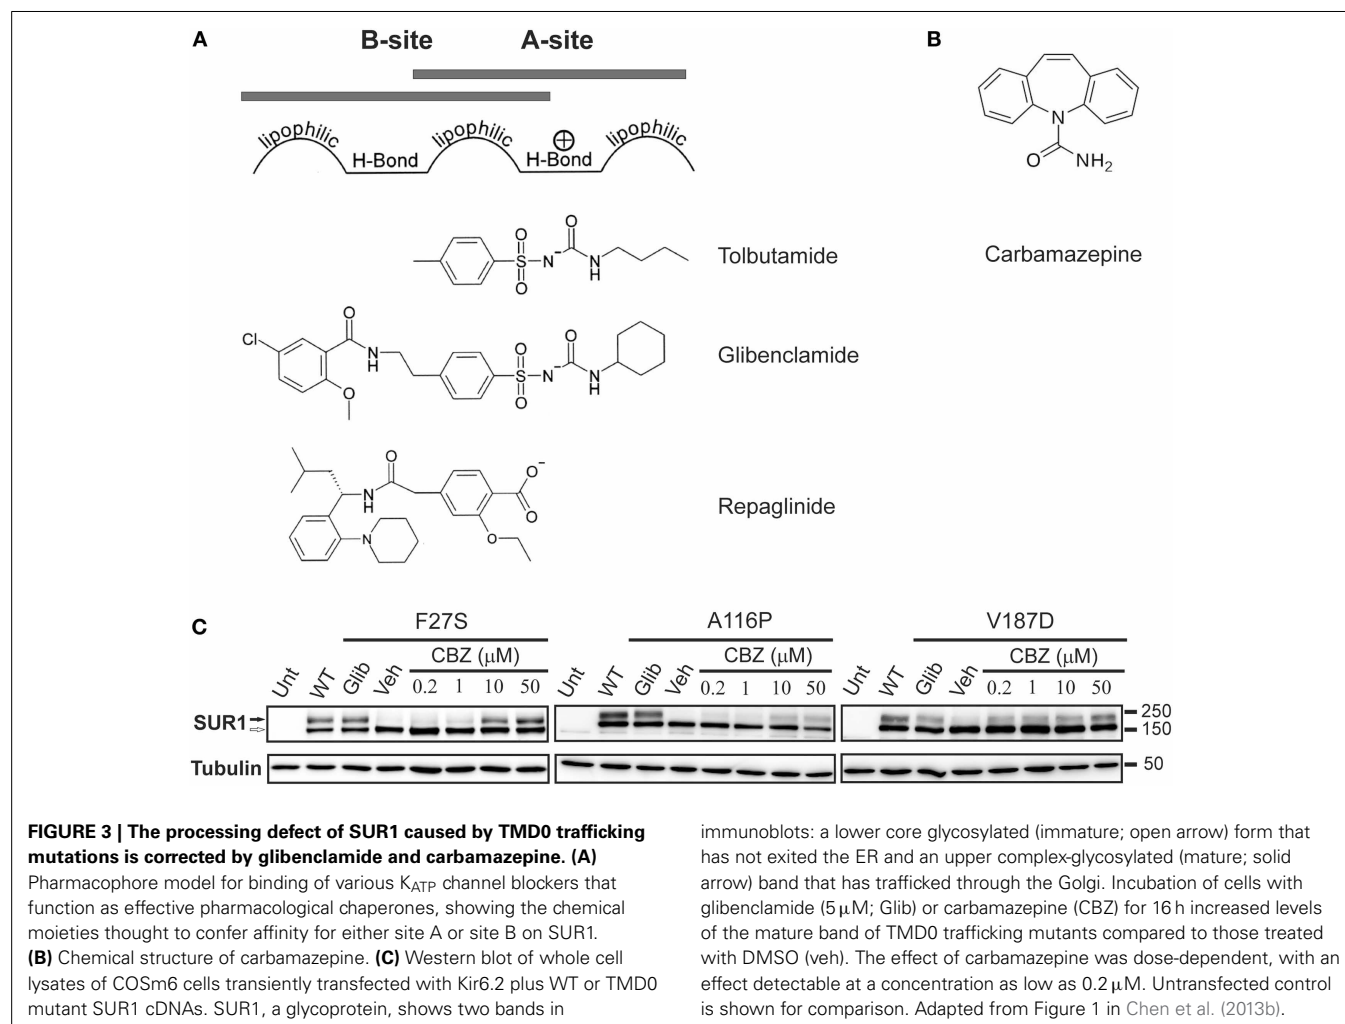 A
B-site
A-site
B
lipophilic
H-Bond
lipophilic
⊕
H-Bond
lipophilic
N
O
NH2
O
O
S
N
−
N
H
O
Tolbutamide
Carbamazepine
Cl
O
N
H
O
O
S
N
−
O
N
H
O
Glibenclamide
O
N
H
N
O−
O
O
Repaglinide
C
F27S
A116P
V187D
CBZ (μM)
CBZ (μM)
CBZ (μM)
Unt WT Glib Veh 0.2 1 10 50
Unt WT Glib Veh 0.2 1 10 50
Unt WT Glib Veh 0.2 1 10 50
SUR1
250
150
Tubulin
50
FIGURE 3 | The processing defect of SUR1 caused by TMD0 trafficking
mutations is corrected by glibenclamide and carbamazepine. (A)
Pharmacophore model for binding of various KATP channel blockers that
function as effective pharmacological chaperones, showing the chemical
moieties thought to confer affinity for either site A or site B on SUR1.
(B) Chemical structure of carbamazepine. (C) Western blot of whole cell
lysates of COSm6 cells transiently transfected with Kir6.2 plus WT or TMD0
mutant SUR1 cDNAs. SUR1, a glycoprotein, shows two bands in
immunoblots: a lower core glycosylated (immature; open arrow) form that
has not exited the ER and an upper complex-glycosylated (mature; solid
arrow) band that has trafficked through the Golgi. Incubation of cells with
glibenclamide (5 μM; Glib) or carbamazepine (CBZ) for 16 h increased levels
of the mature band of TMD0 trafficking mutants compared to those treated
with DMSO (veh). The effect of carbamazepine was dose-dependent, with an
effect detectable at a concentration as low as 0.2 μM. Untransfected control
is shown for comparison. Adapted from Figure 1 in Chen et al. (2013b).